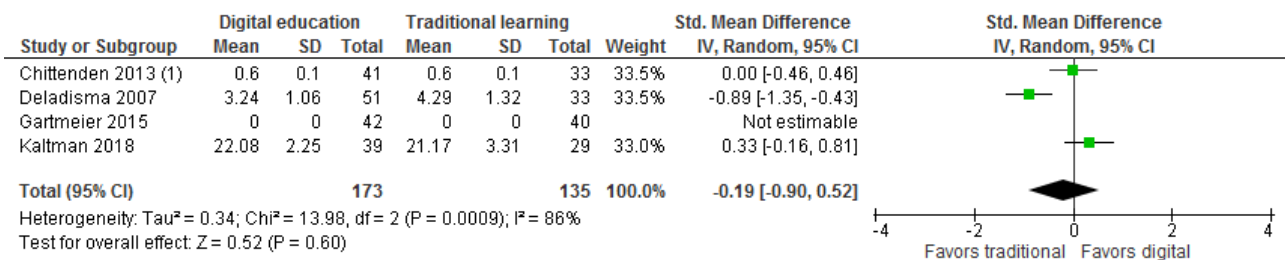 Digital education Traditional learning Std. Mean Difference Std. Mean Difference
Study or Subgroup Mean SD Total Mean SD Total Weight IV, Random, 95% CI IV, Random, 95% CI
Chittenden 2013 (1) 0.6 0.1 41 0.6 0.1 33 33.5% 0.00 [-0.46, 0.46]
Deladisma 2007 3.24 1.06 51 4.29 1.32 33 33.5% -0.89 [-1.35, -0.43]
Gartmeier 2015 0 0 42 0 0 40 Not estimable
Kaltman 2018 22.08 2.25 39 21.17 3.31 29 33.0% 0.33 [-0.16, 0.81]
Total (95% CI) 173 135 100.0% -0.19 [-0.90, 0.52]
Heterogeneity: Tau² = 0.34; Chi² = 13.98, df = 2 (P = 0.0009); I² = 86%
Test for overall effect: Z = 0.52 (P = 0.60)
-4 -2 0 2 4
Favors traditional Favors digital